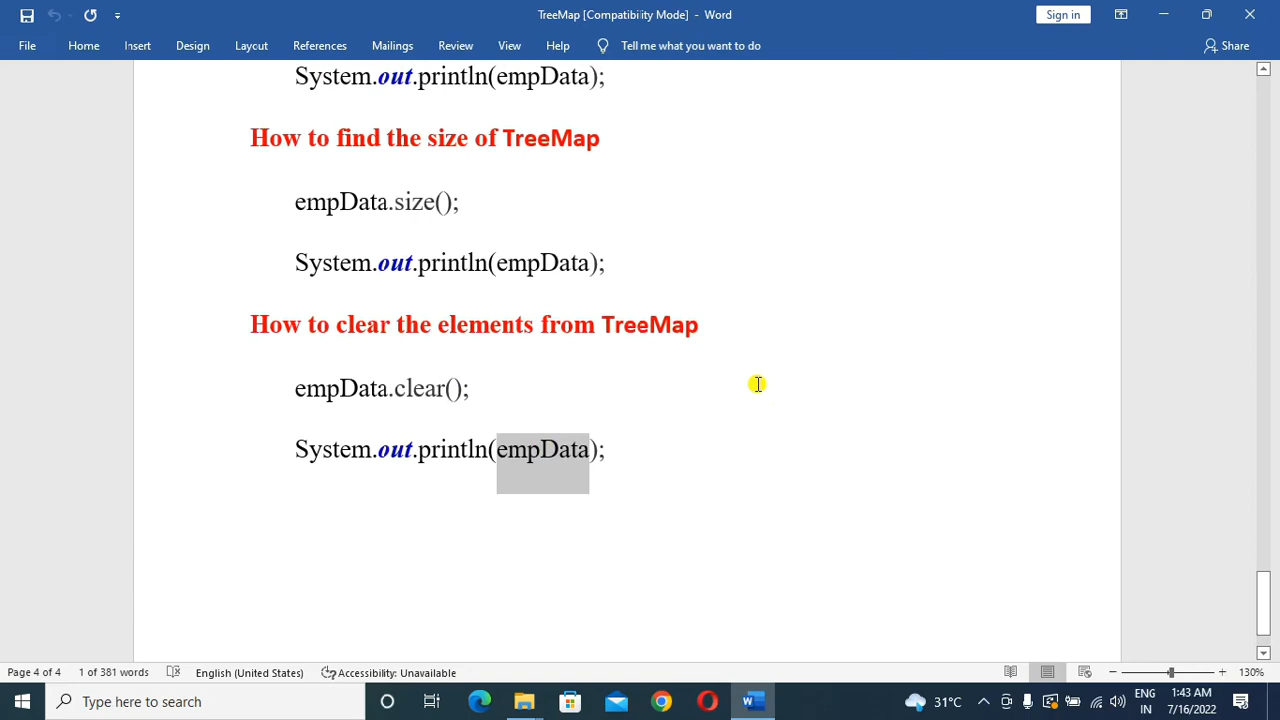 TreeMap [Compatibility Mode] - Word
Sign in
File Home Insert Design Layout References Mailings Review View Help Tell me what you want to do Share
System.out.println(empData);
How to find the size of TreeMap
empData.size();
System.out.println(empData);
How to clear the elements from TreeMap
empData.clear();
System.out.println(empData);
Page 4 of 4 1 of 381 words English (United States) Accessibility: Unavailable 130%
Type here to search
31°C
ENG
IN
1:43 AM
7/16/2022